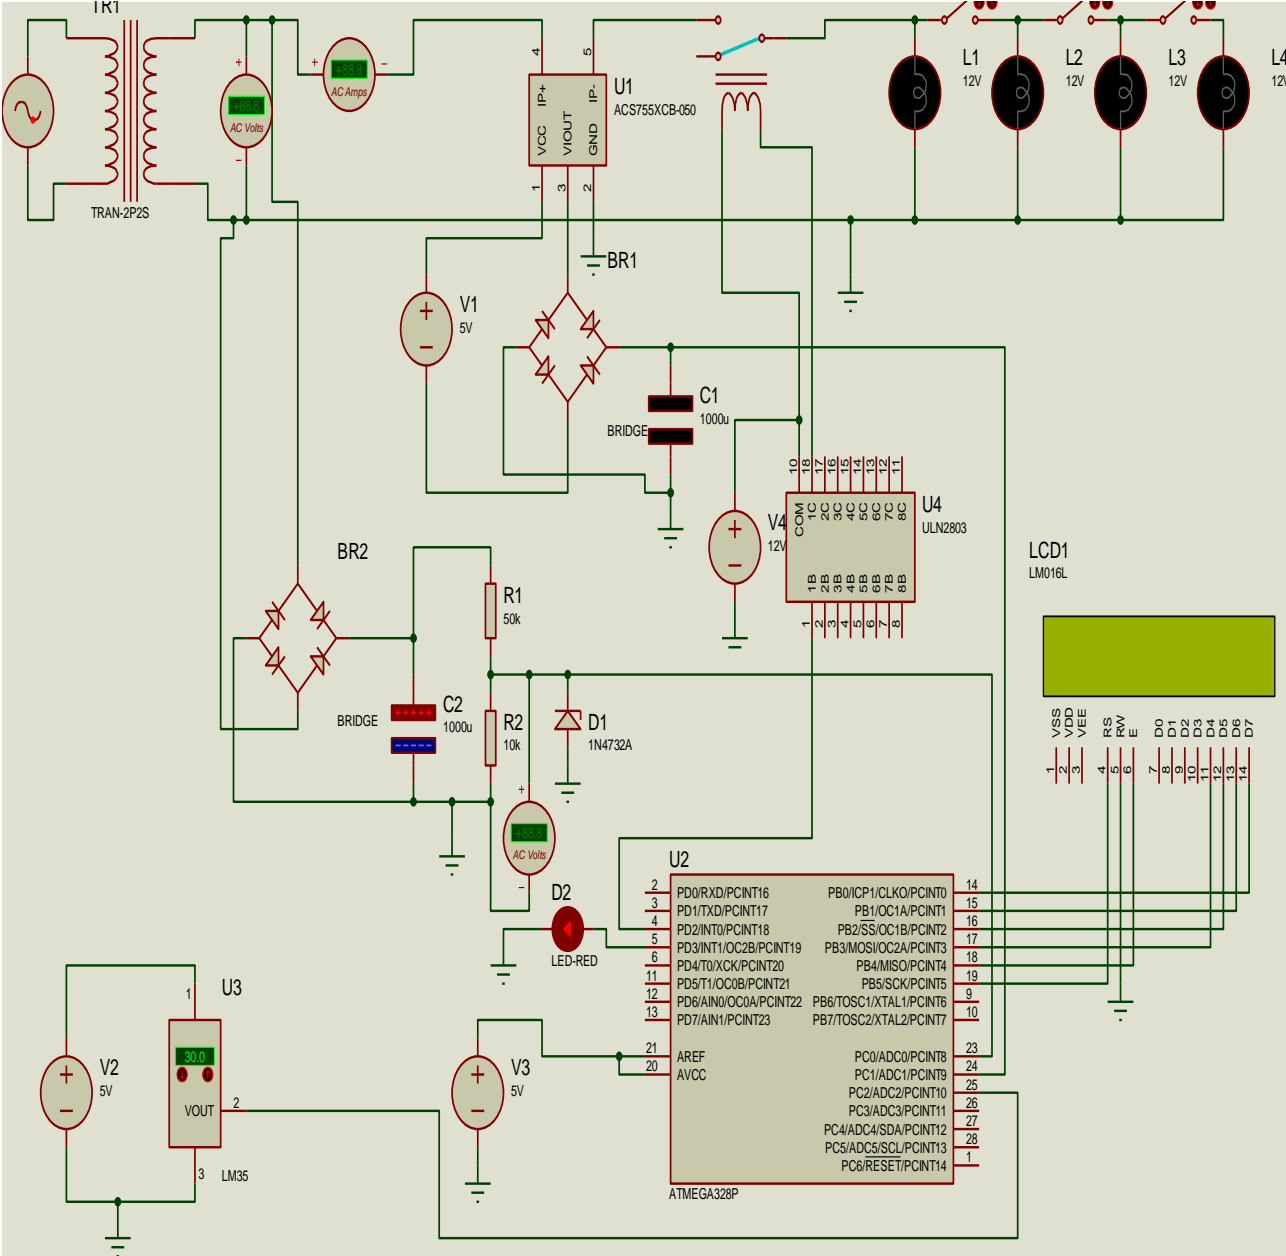 TR1
TRAN-2P2S
+
+88.8
AC Volts
−
+
+88.8
AC Amps
−
4
5
IP+
IP-
VCC
VIOUT
GND
1
3
2
U1
ACS755XCB-050
L1
12V
L2
12V
L3
12V
L4
12V
V1
5V
BR1
BRIDGE
C1
1000u
10
18
17
16
15
14
13
12
11
COM
1C
2C
3C
4C
5C
6C
7C
8C
1B
2B
3B
4B
5B
6B
7B
8B
1
2
3
4
5
6
7
8
U4
ULN2803
V4
12V
LCD1
LM016L
VSS
VDD
VEE
RS
RW
E
D0
D1
D2
D3
D4
D5
D6
D7
1
2
3
4
5
6
7
8
9
10
11
12
13
14
BR2
BRIDGE
C2
1000u
R1
50k
R2
10k
D1
1N4732A
+
+88.8
AC Volts
−
D2
LED-RED
U2
2 PD0/RXD/PCINT16 PB0/ICP1/CLKO/PCINT0 14
3 PD1/TXD/PCINT17 PB1/OC1A/PCINT1 15
4 PD2/INT0/PCINT18 PB2/SS/OC1B/PCINT2 16
5 PD3/INT1/OC2B/PCINT19 PB3/MOSI/OC2A/PCINT3 17
6 PD4/T0/XCK/PCINT20 PB4/MISO/PCINT4 18
11 PD5/T1/OC0B/PCINT21 PB5/SCK/PCINT5 19
12 PD6/AIN0/OC0A/PCINT22 PB6/TOSC1/XTAL1/PCINT6 9
13 PD7/AIN1/PCINT23 PB7/TOSC2/XTAL2/PCINT7 10
21 AREF PC0/ADC0/PCINT8 23
20 AVCC PC1/ADC1/PCINT9 24
PC2/ADC2/PCINT10 25
PC3/ADC3/PCINT11 26
PC4/ADC4/SDA/PCINT12 27
PC5/ADC5/SCL/PCINT13 28
PC6/RESET/PCINT14 1
ATMEGA328P
V2
5V
U3
1
30.0
VOUT
2
3
LM35
V3
5V